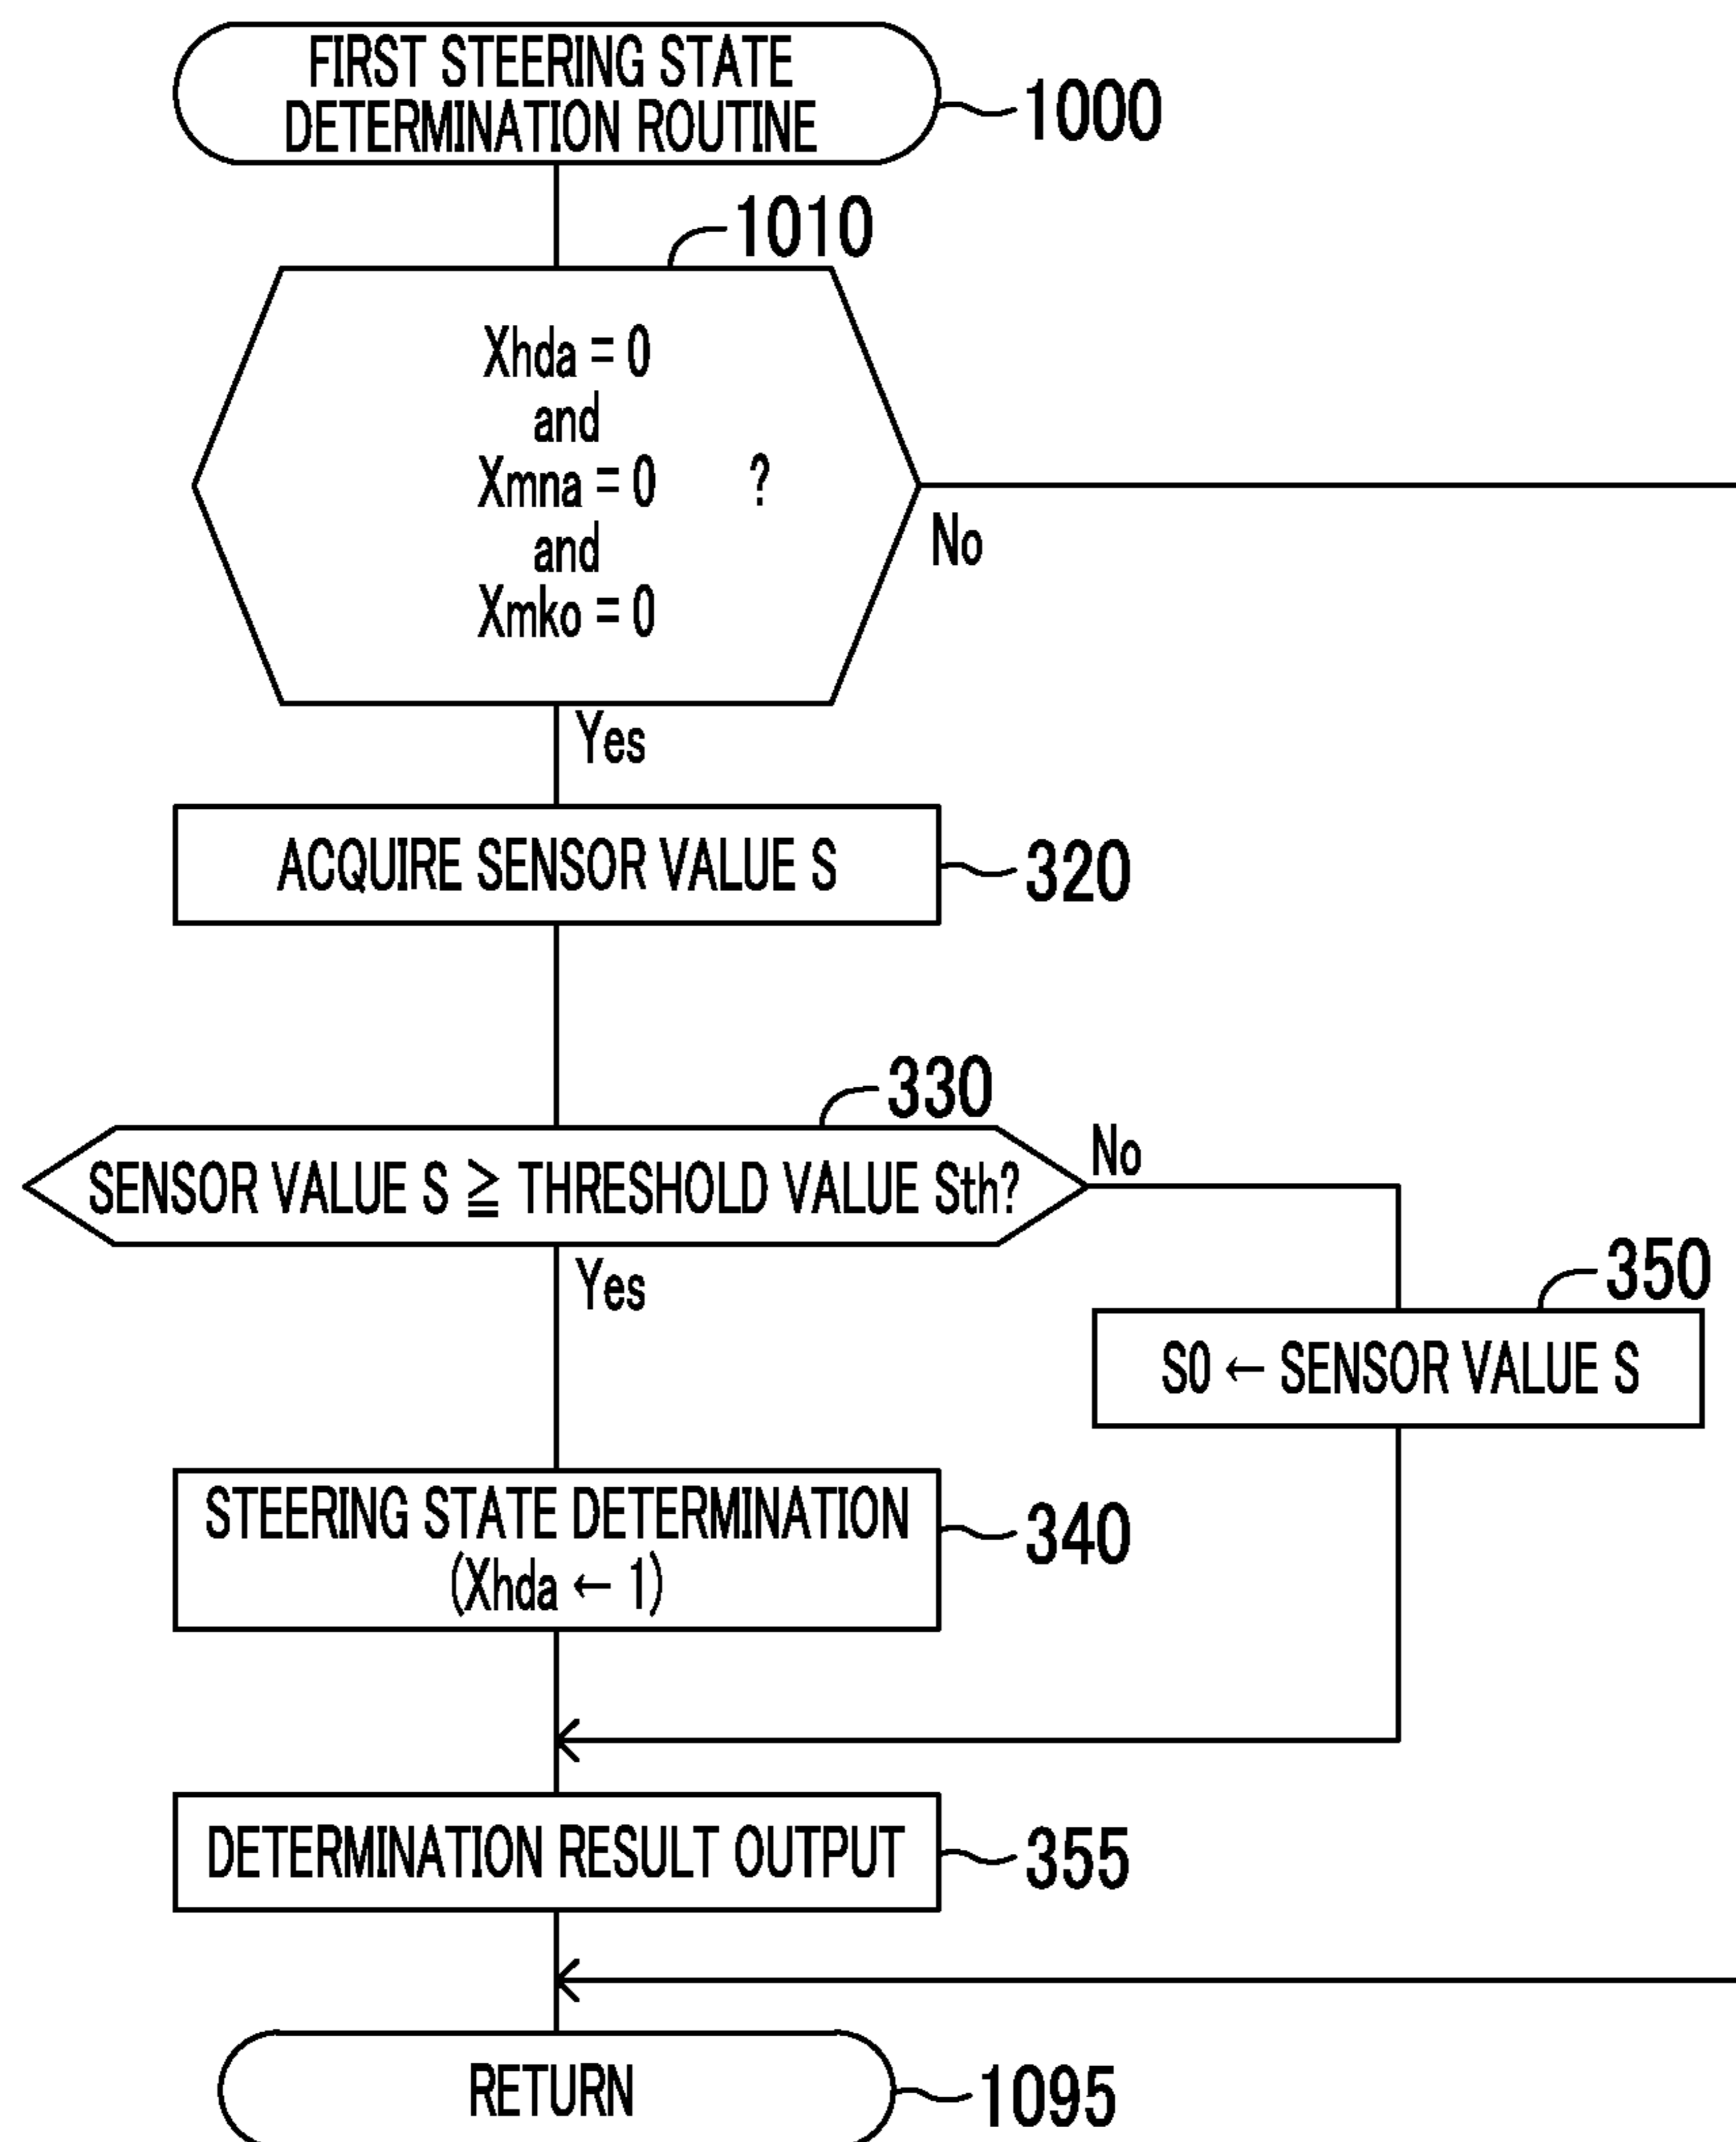 FIRST STEERING STATE
DETERMINATION ROUTINE
1000
1010
Xhda = 0
and
Xmna = 0 ?
and
Xmko = 0
No
Yes
ACQUIRE SENSOR VALUE S
320
330
SENSOR VALUE S ≧ THRESHOLD VALUE Sth?
No
Yes
350
S0 ← SENSOR VALUE S
STEERING STATE DETERMINATION
(Xhda ← 1)
340
DETERMINATION RESULT OUTPUT
355
RETURN
1095